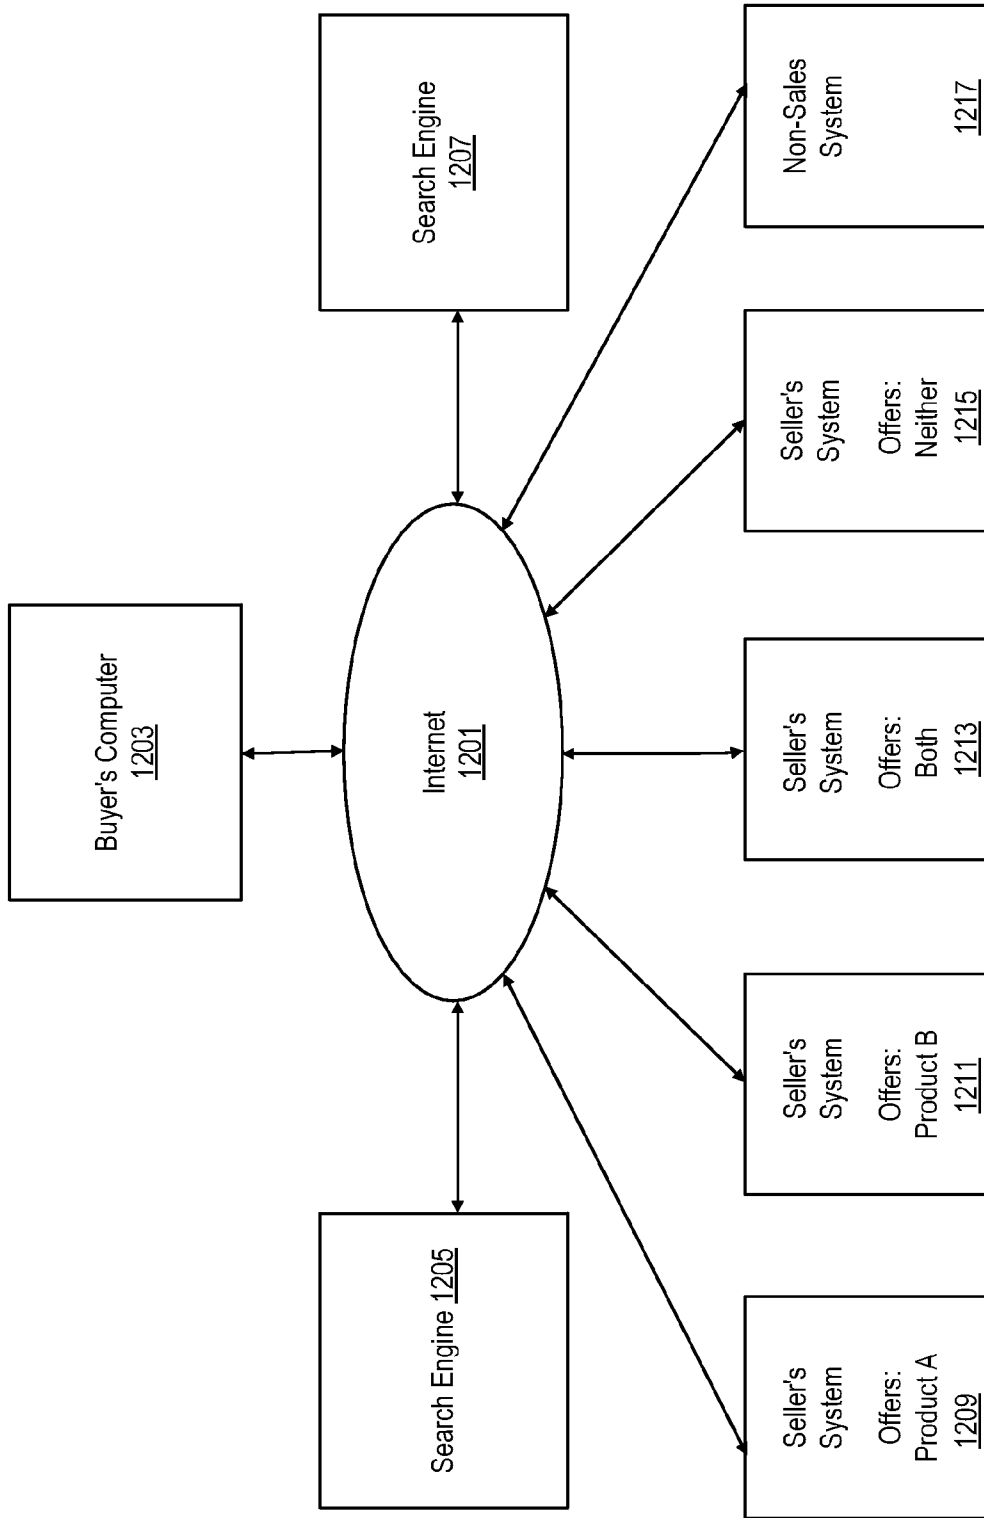 Buyer's Computer
1203
Search Engine 1205
Internet
1201
Search Engine
1207
Seller's
System
Offers:
Product A
1209
Seller's
System
Offers:
Product B
1211
Seller's
System
Offers:
Both
1213
Seller's
System
Offers:
Neither
1215
Non-Sales
System
1217